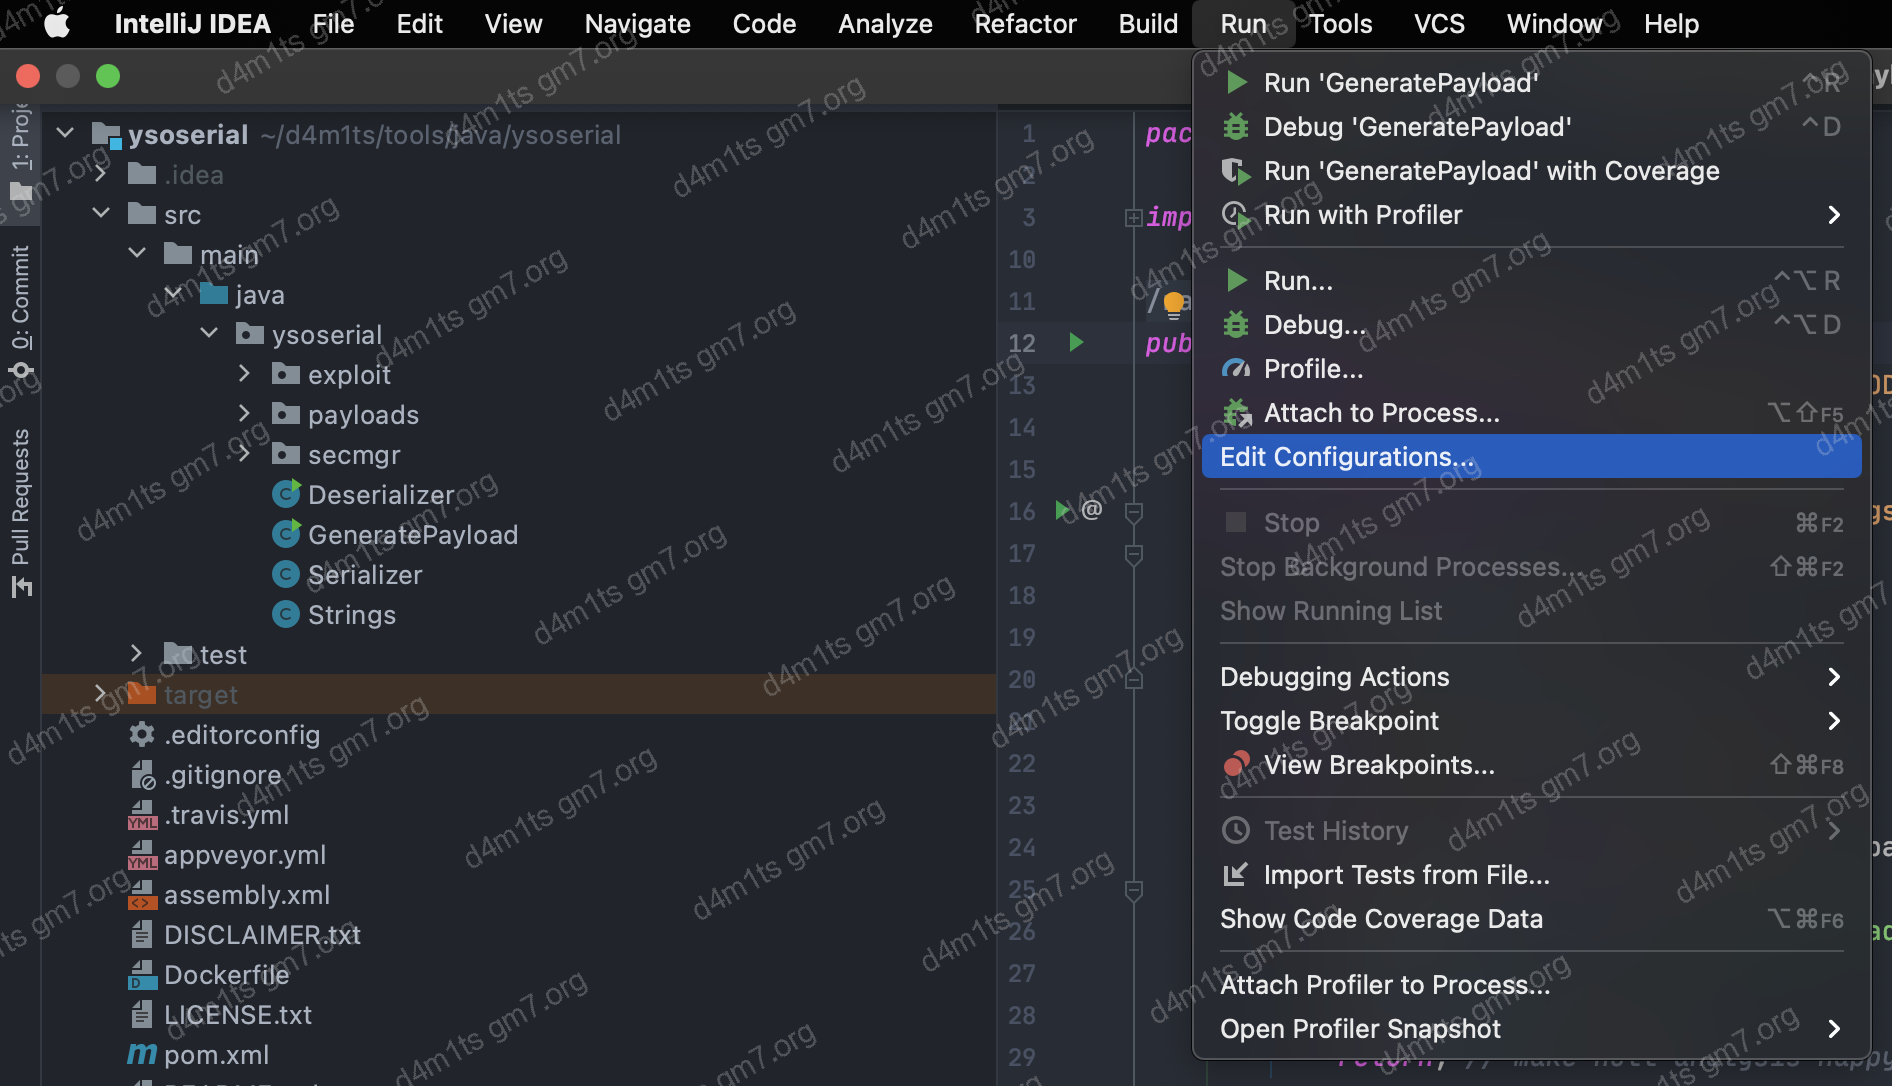 IntelliJ IDEA File Edit View Navigate Code Analyze Refactor Build Run Tools VCS Window Help
1: Proje
0: Commit
Pull Requests
ysoserial ~/d4m1ts/tools/java/ysoserial
.idea
src
main
java
ysoserial
exploit
payloads
secmgr
Deserializer
GeneratePayload
Serializer
Strings
test
target
.editorconfig
.gitignore
.travis.yml
appveyor.yml
assembly.xml
DISCLAIMER.txt
Dockerfile
LICENSE.txt
pom.xml
1 pac
2
3 imp
10
11
12 pub
13
14
15
16 @
17
18
19
20
21
22
23
24
25
26
27
28
29 return; // make null analysis happy
Run 'GeneratePayload' ^R
Debug 'GeneratePayload' ^D
Run 'GeneratePayload' with Coverage
Run with Profiler
Run... ^⌥R
Debug... ^⌥D
Profile...
Attach to Process... ⌥⇧F5
Edit Configurations...
Stop ⌘F2
Stop Background Processes... ⇧⌘F2
Show Running List
Debugging Actions
Toggle Breakpoint
View Breakpoints... ⇧⌘F8
Test History
Import Tests from File...
Show Code Coverage Data ⌥⌘F6
Attach Profiler to Process...
Open Profiler Snapshot
d4m1ts gm7.org